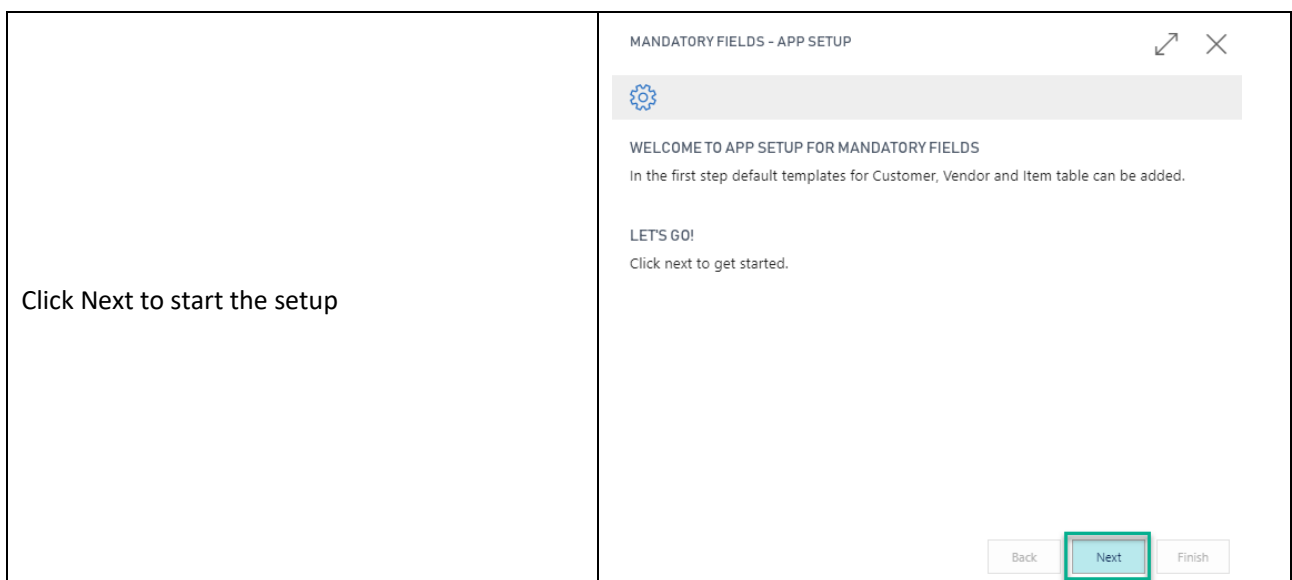 Click Next to start the setup
MANDATORY FIELDS - APP SETUP
WELCOME TO APP SETUP FOR MANDATORY FIELDS
In the first step default templates for Customer, Vendor and Item table can be added.
LET'S GO!
Click next to get started.
Back Next Finish